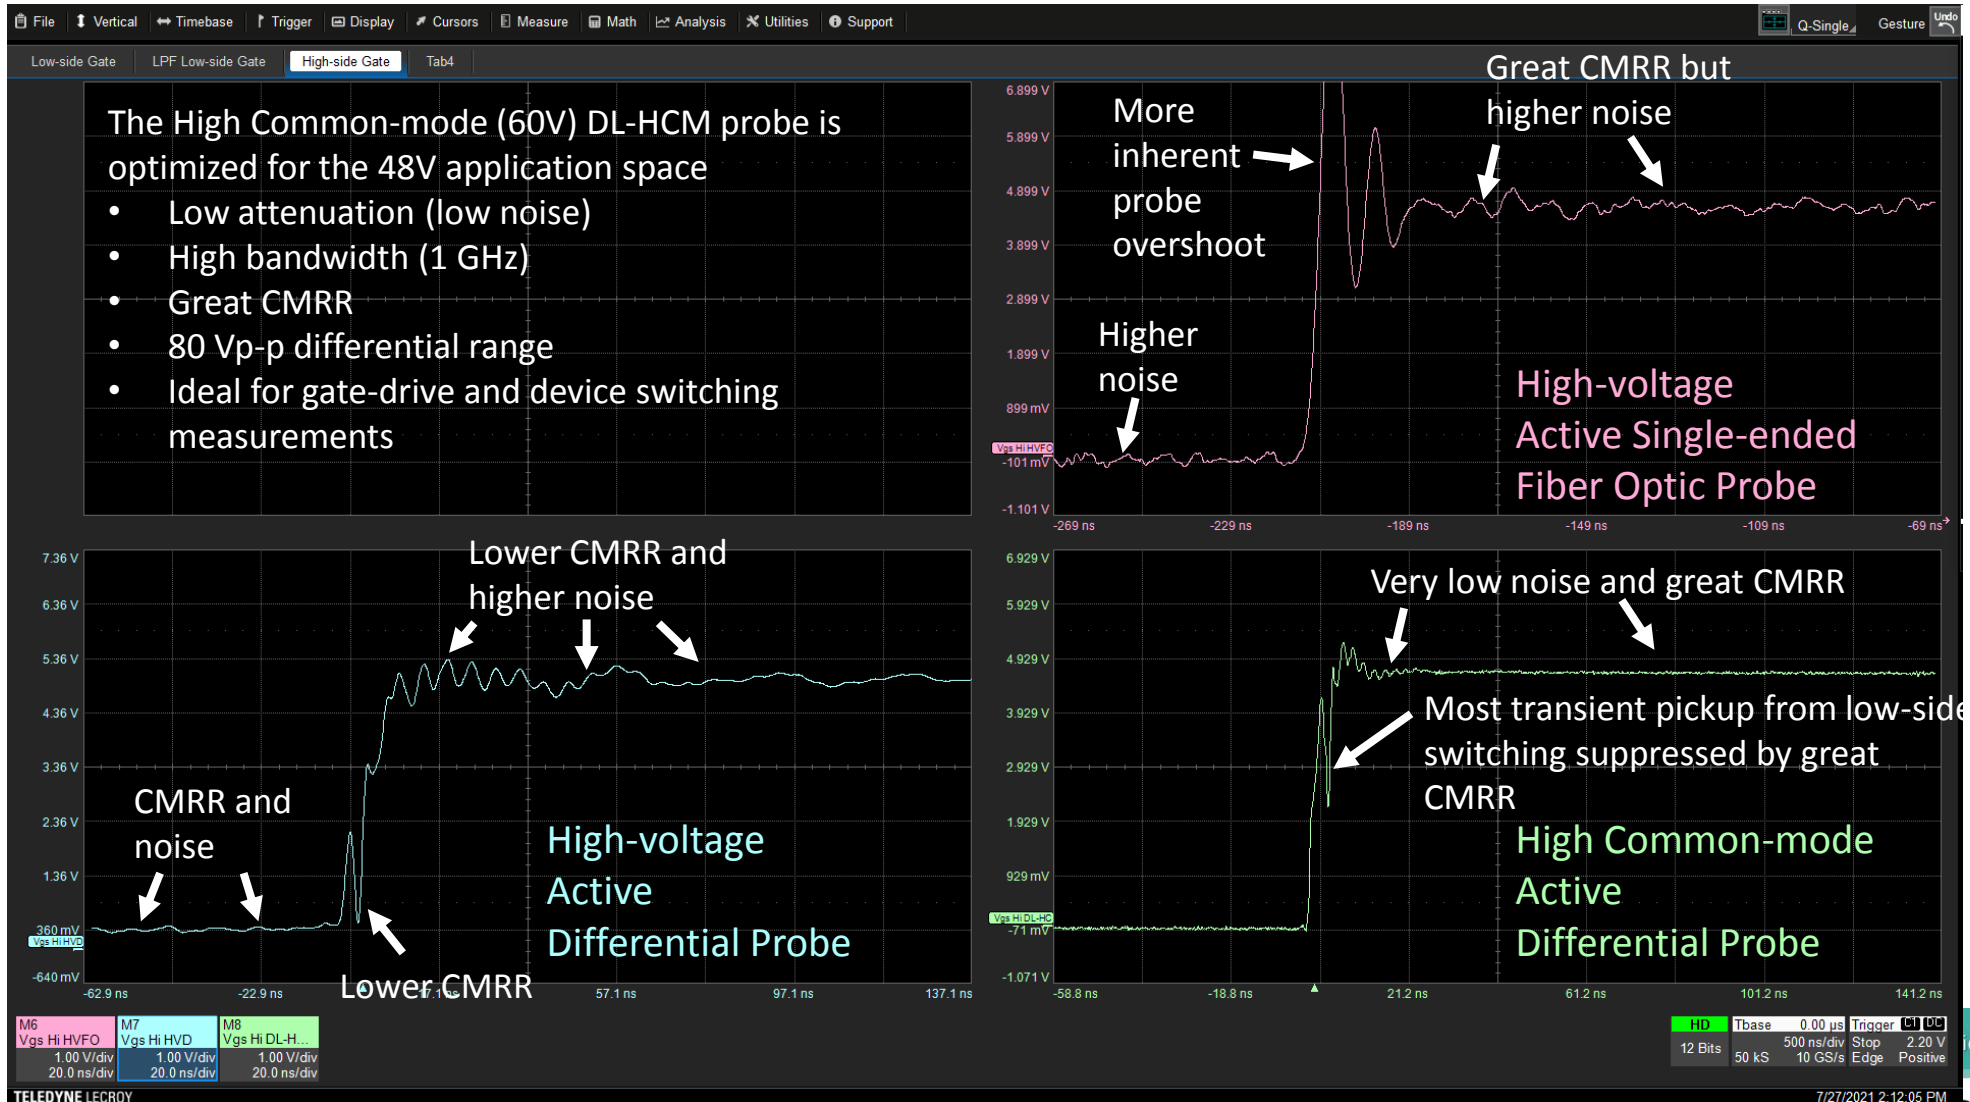 File Vertical Timebase Trigger Display Cursors Measure Math Analysis Utilities Support
Q-Single Gesture Undo
Low-side Gate LPF Low-side Gate High-side Gate Tab4
The High Common-mode (60V) DL-HCM probe is
optimized for the 48V application space
• Low attenuation (low noise)
• High bandwidth (1 GHz)
• Great CMRR
• 80 Vp-p differential range
• Ideal for gate-drive and device switching
measurements
6.899 V
5.899 V
4.899 V
3.899 V
2.899 V
1.899 V
899 mV
Vgs Hi HVFO
-101 mV
-1.101 V
More
inherent
probe
overshoot
Great CMRR but
higher noise
Higher
noise
High-voltage
Active Single-ended
Fiber Optic Probe
-269 ns -229 ns -189 ns -149 ns -109 ns -69 ns
7.36 V
6.36 V
5.36 V
4.36 V
3.36 V
2.36 V
1.36 V
360 mV
Vgs Hi HVD
-640 mV
Lower CMRR and
higher noise
CMRR and
noise
Lower CMRR
High-voltage
Active
Differential Probe
-62.9 ns -22.9 ns 57.1 ns 97.1 ns 137.1 ns
6.929 V
5.929 V
4.929 V
3.929 V
2.929 V
1.929 V
929 mV
Vgs Hi DL-HC
-71 mV
-1.071 V
Very low noise and great CMRR
Most transient pickup from low-side
switching suppressed by great
CMRR
High Common-mode
Active
Differential Probe
-58.8 ns -18.8 ns 21.2 ns 61.2 ns 101.2 ns 141.2 ns
M6
Vgs Hi HVFO
1.00 V/div
20.0 ns/div
M7
Vgs Hi HVD
1.00 V/div
20.0 ns/div
M8
Vgs Hi DL-H...
1.00 V/div
20.0 ns/div
HD
12 Bits
Tbase 0.00 µs
500 ns/div
50 kS 10 GS/s
Trigger C1 DC
Stop 2.20 V
Edge Positive
TELEDYNE LECROY
7/27/2021 2:12:05 PM